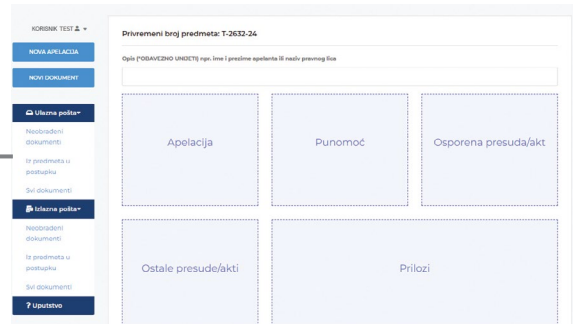 KORISNIK TEST
NOVA APELACIJA
NOVI DOKUMENT
Ulazna pošta
Neobrađeni
dokumenti
Iz predmeta u
postupku
Svi dokumenti
Izlazna pošta
Neobrađeni
dokumenti
Iz predmeta u
postupku
Svi dokumenti
? Uputstvo
Privremeni broj predmeta: T-2632-24
Opis (*OBAVEZNO UNIJETI) npr. ime i prezime apelanta ili naziv pravnog lica
Apelacija
Punomoć
Osporena presuda/akt
Ostale presude/akti
Prilozi